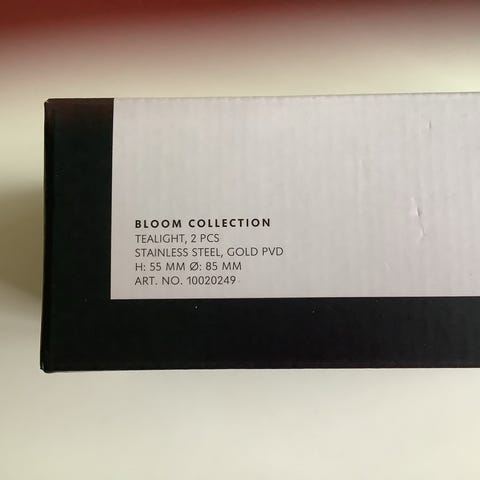 BLOOM COLLECTION
TEALIGHT, 2 PCS
STAINLESS STEEL, GOLD PVD
H: 55 MM Ø: 85 MM
ART. NO. 10020249